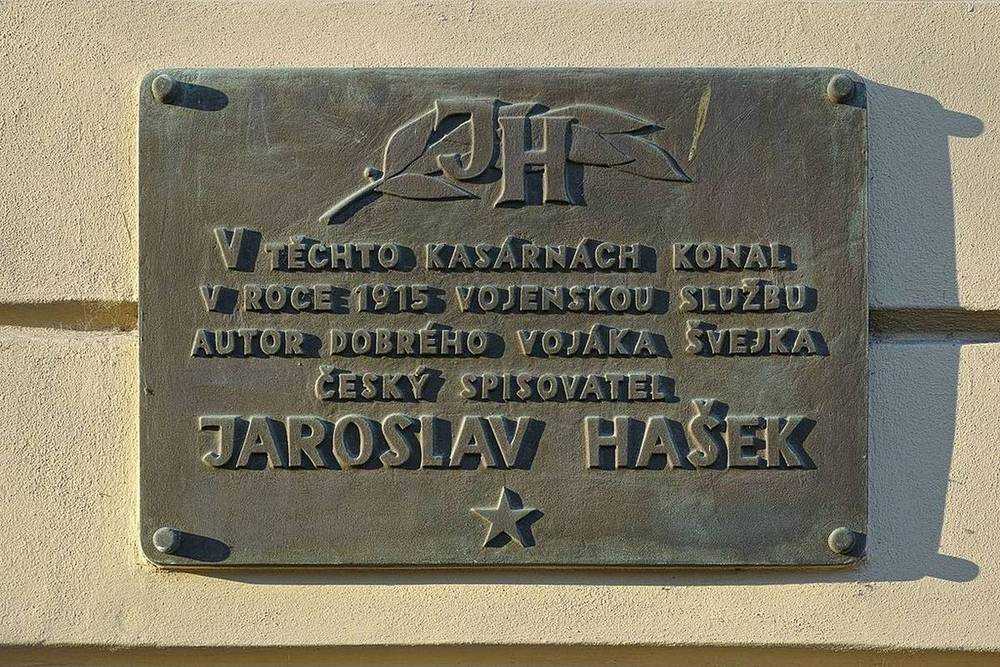 JH
V TĚCHTO KASÁRNÁCH KONAL
V ROCE 1915 VOJENSKOU SLUŽBU
AUTOR DOBRÉHO VOJÁKA ŠVEJKA
ČESKÝ SPISOVATEL
JAROSLAV HAŠEK